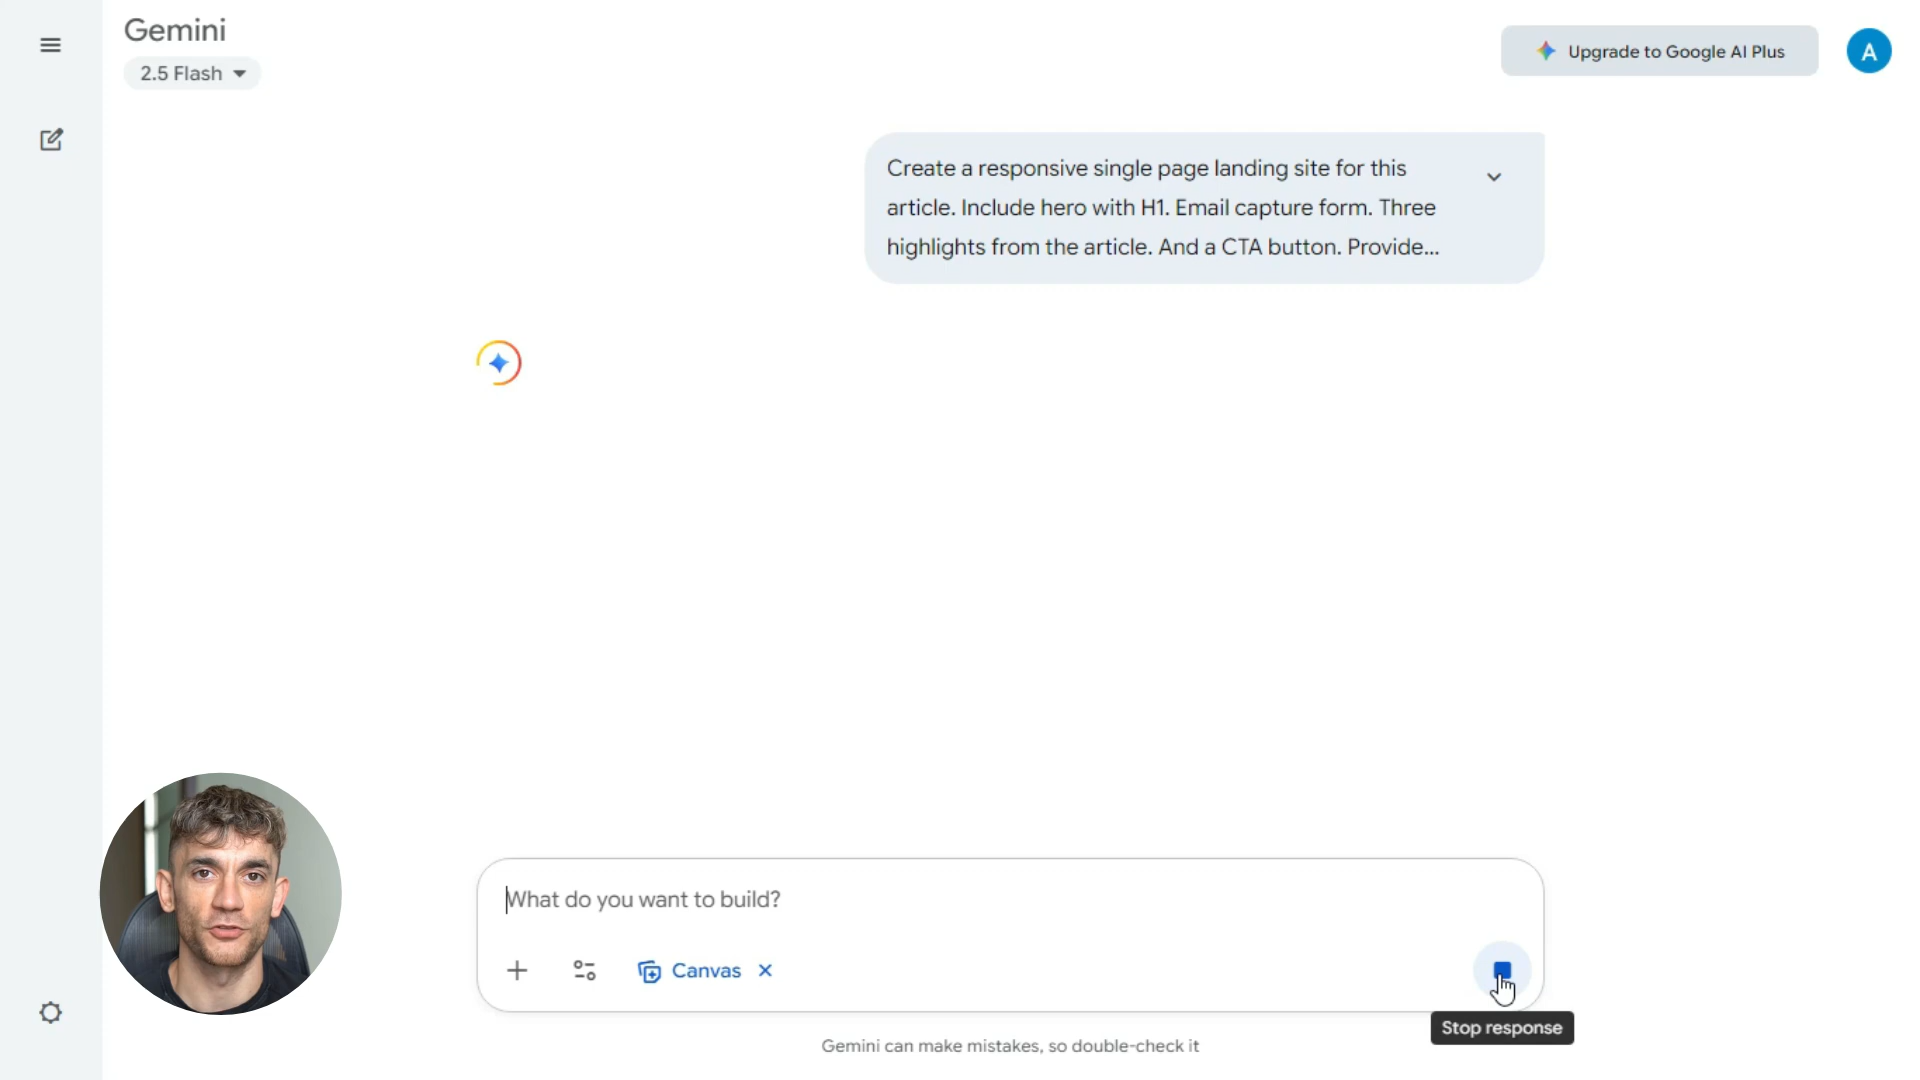 Gemini
2.5 Flash
Upgrade to Google AI Plus
A
Create a responsive single page landing site for this
article. Include hero with H1. Email capture form. Three
highlights from the article. And a CTA button. Provide...
What do you want to build?
Canvas
Stop response
Gemini can make mistakes, so double-check it